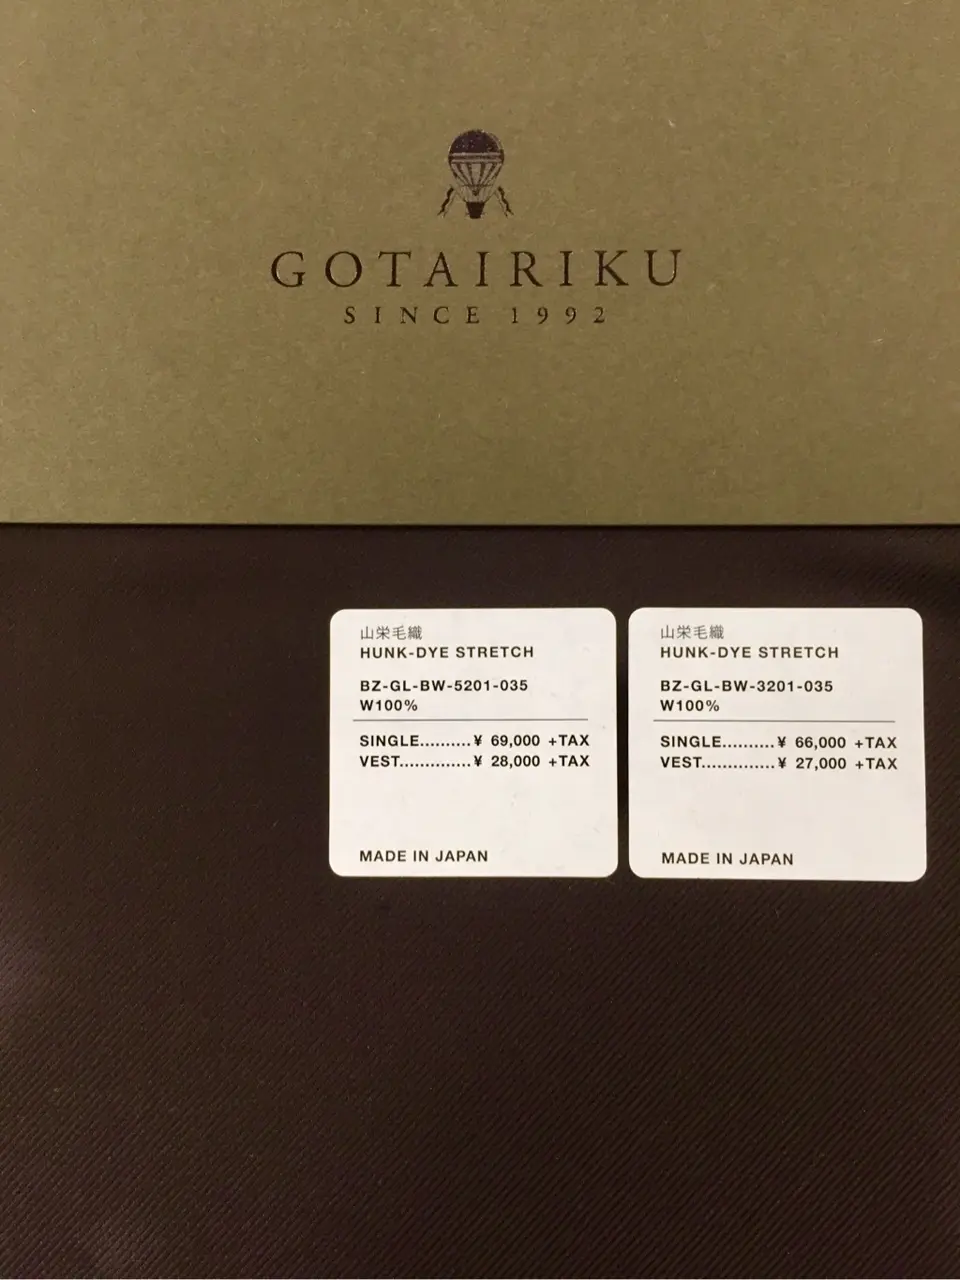 GOTAIRIKU
SINCE 1992
山栄毛織
HUNK-DYE STRETCH
BZ-GL-BW-5201-035
W100%
SINGLE..........¥ 69,000 +TAX
VEST..............¥ 28,000 +TAX
MADE IN JAPAN
山栄毛織
HUNK-DYE STRETCH
BZ-GL-BW-3201-035
W100%
SINGLE..........¥ 66,000 +TAX
VEST..............¥ 27,000 +TAX
MADE IN JAPAN